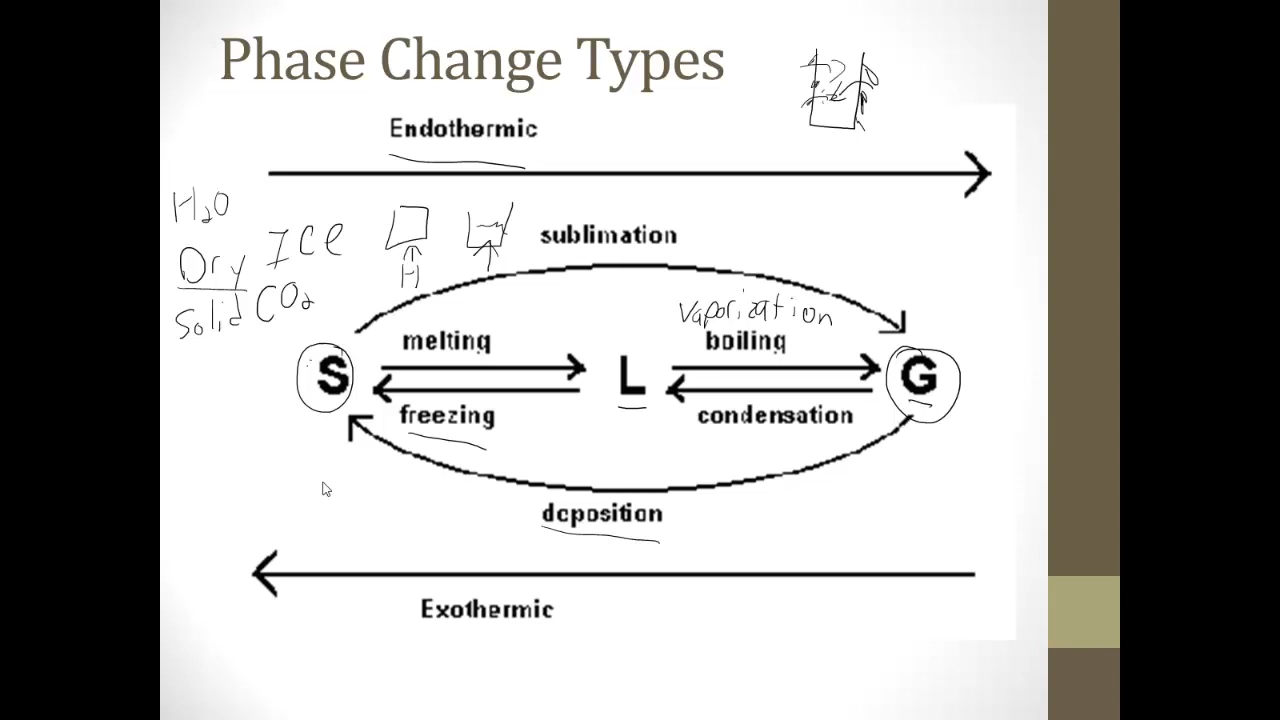 Phase Change Types
Endothermic
H₂O
Dry ICE
H
Solid CO₂
sublimation
vaporization
melting
boiling
S
L
G
freezing
condensation
deposition
Exothermic